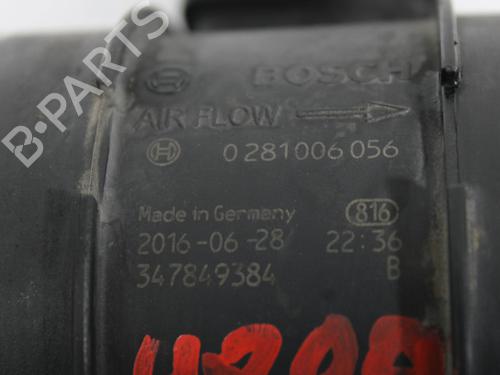 BOSCH
AIR FLOW
0 281 006 056
Made in Germany 816
2016-06-28 22:36
347849384 B
B-Parts